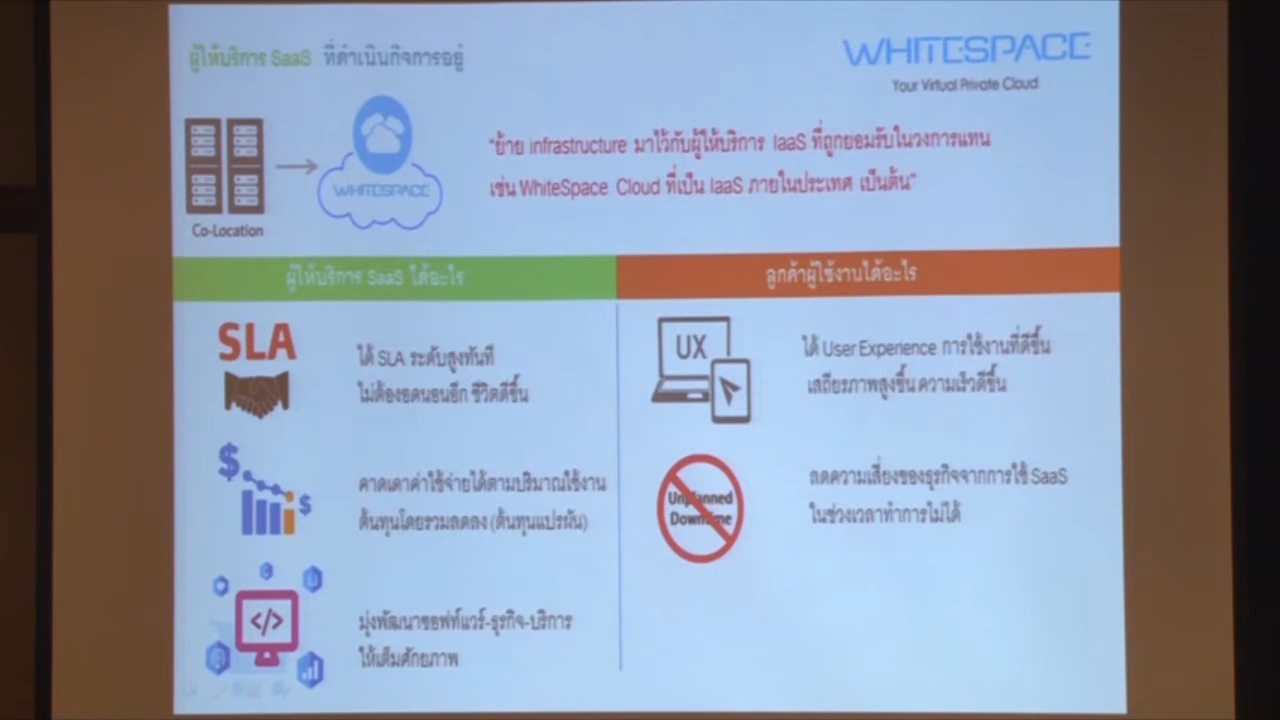 ผู้ให้บริการ SaaS ที่ดำเนินกิจการอยู่
WHITESPACE
Your Virtual Private Cloud
WHITESPACE
Co-Location
"ย้าย infrastructure มาไว้กับผู้ให้บริการ IaaS ที่ถูกยอมรับในวงการแทน
เช่น WhiteSpace Cloud ที่เป็น IaaS ภายในประเทศ เป็นต้น"
ผู้ให้บริการ SaaS ได้อะไร
ลูกค้าผู้ใช้งานได้อะไร
SLA
ได้ SLA ระดับสูงทันที
ไม่ต้องอดนอนอีก ชีวิตดีขึ้น
$
$
คาดเดาค่าใช้จ่ายได้ตามปริมาณใช้งาน
ต้นทุนโดยรวมลดลง (ต้นทุนแปรผัน)
</>
มุ่งพัฒนาซอฟท์แวร์-ธุรกิจ-บริการ
ให้เต็มศักยภาพ
UX
ได้ User Experience การใช้งานที่ดีขึ้น
เสถียรภาพสูงขึ้น ความเร็วดีขึ้น
Unplanned
Downtime
ลดความเสี่ยงของธุรกิจจากการใช้ SaaS
ในช่วงเวลาทำการไม่ได้